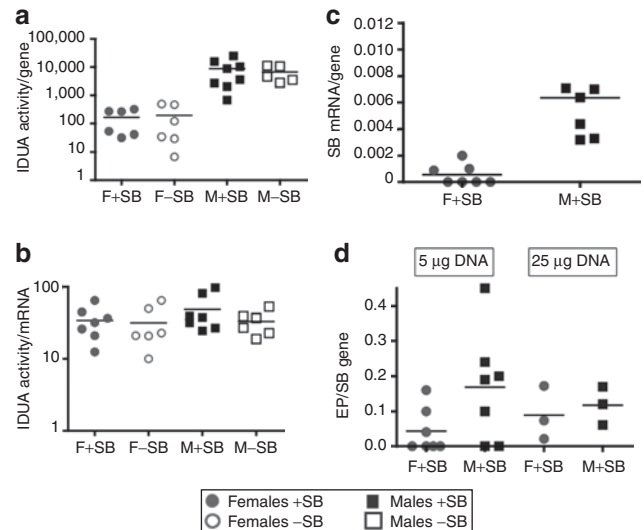 a
IDUA activity/gene
100,000
10,000
1,000
100
10
1
F+SB
F−SB
M+SB
M−SB
b
IDUA activity/mRNA
100
10
1
F+SB
F−SB
M+SB
M−SB
c
SB mRNA/gene
0.0012
0.010
0.008
0.006
0.004
0.002
0
F+SB
M+SB
d
5 µg DNA
25 µg DNA
EP/SB gene
0.4
0.3
0.2
0.1
0.0
F+SB
M+SB
F+SB
M+SB
Females +SB
Males +SB
Females −SB
Males −SB